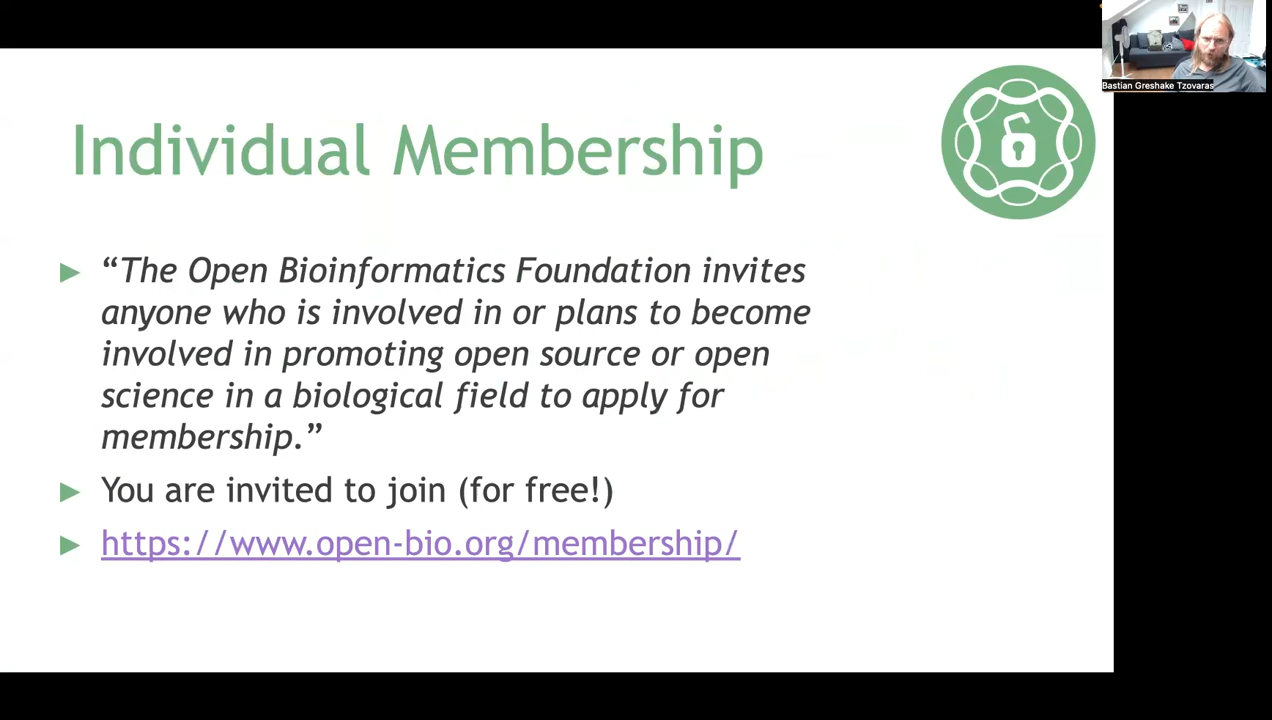 Bastian Greshake Tzovaras
Individual Membership
“The Open Bioinformatics Foundation invites
anyone who is involved in or plans to become
involved in promoting open source or open
science in a biological field to apply for
membership.”
You are invited to join (for free!)
https://www.open-bio.org/membership/